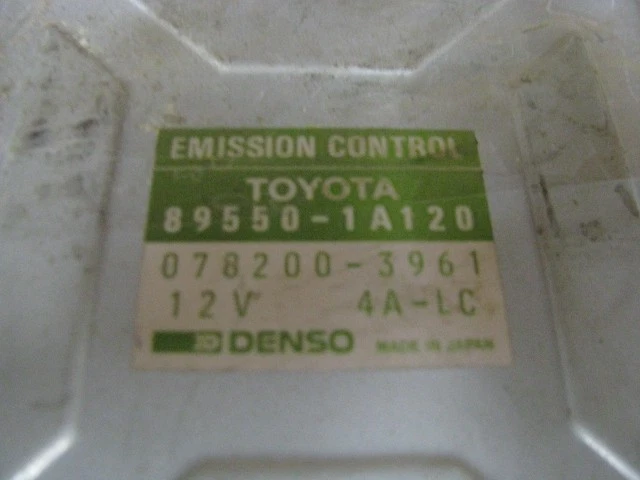 EMISSION CONTROL
TOYOTA
89550-1A120
078200-3961
12V 4A-LC
DENSO MADE IN JAPAN